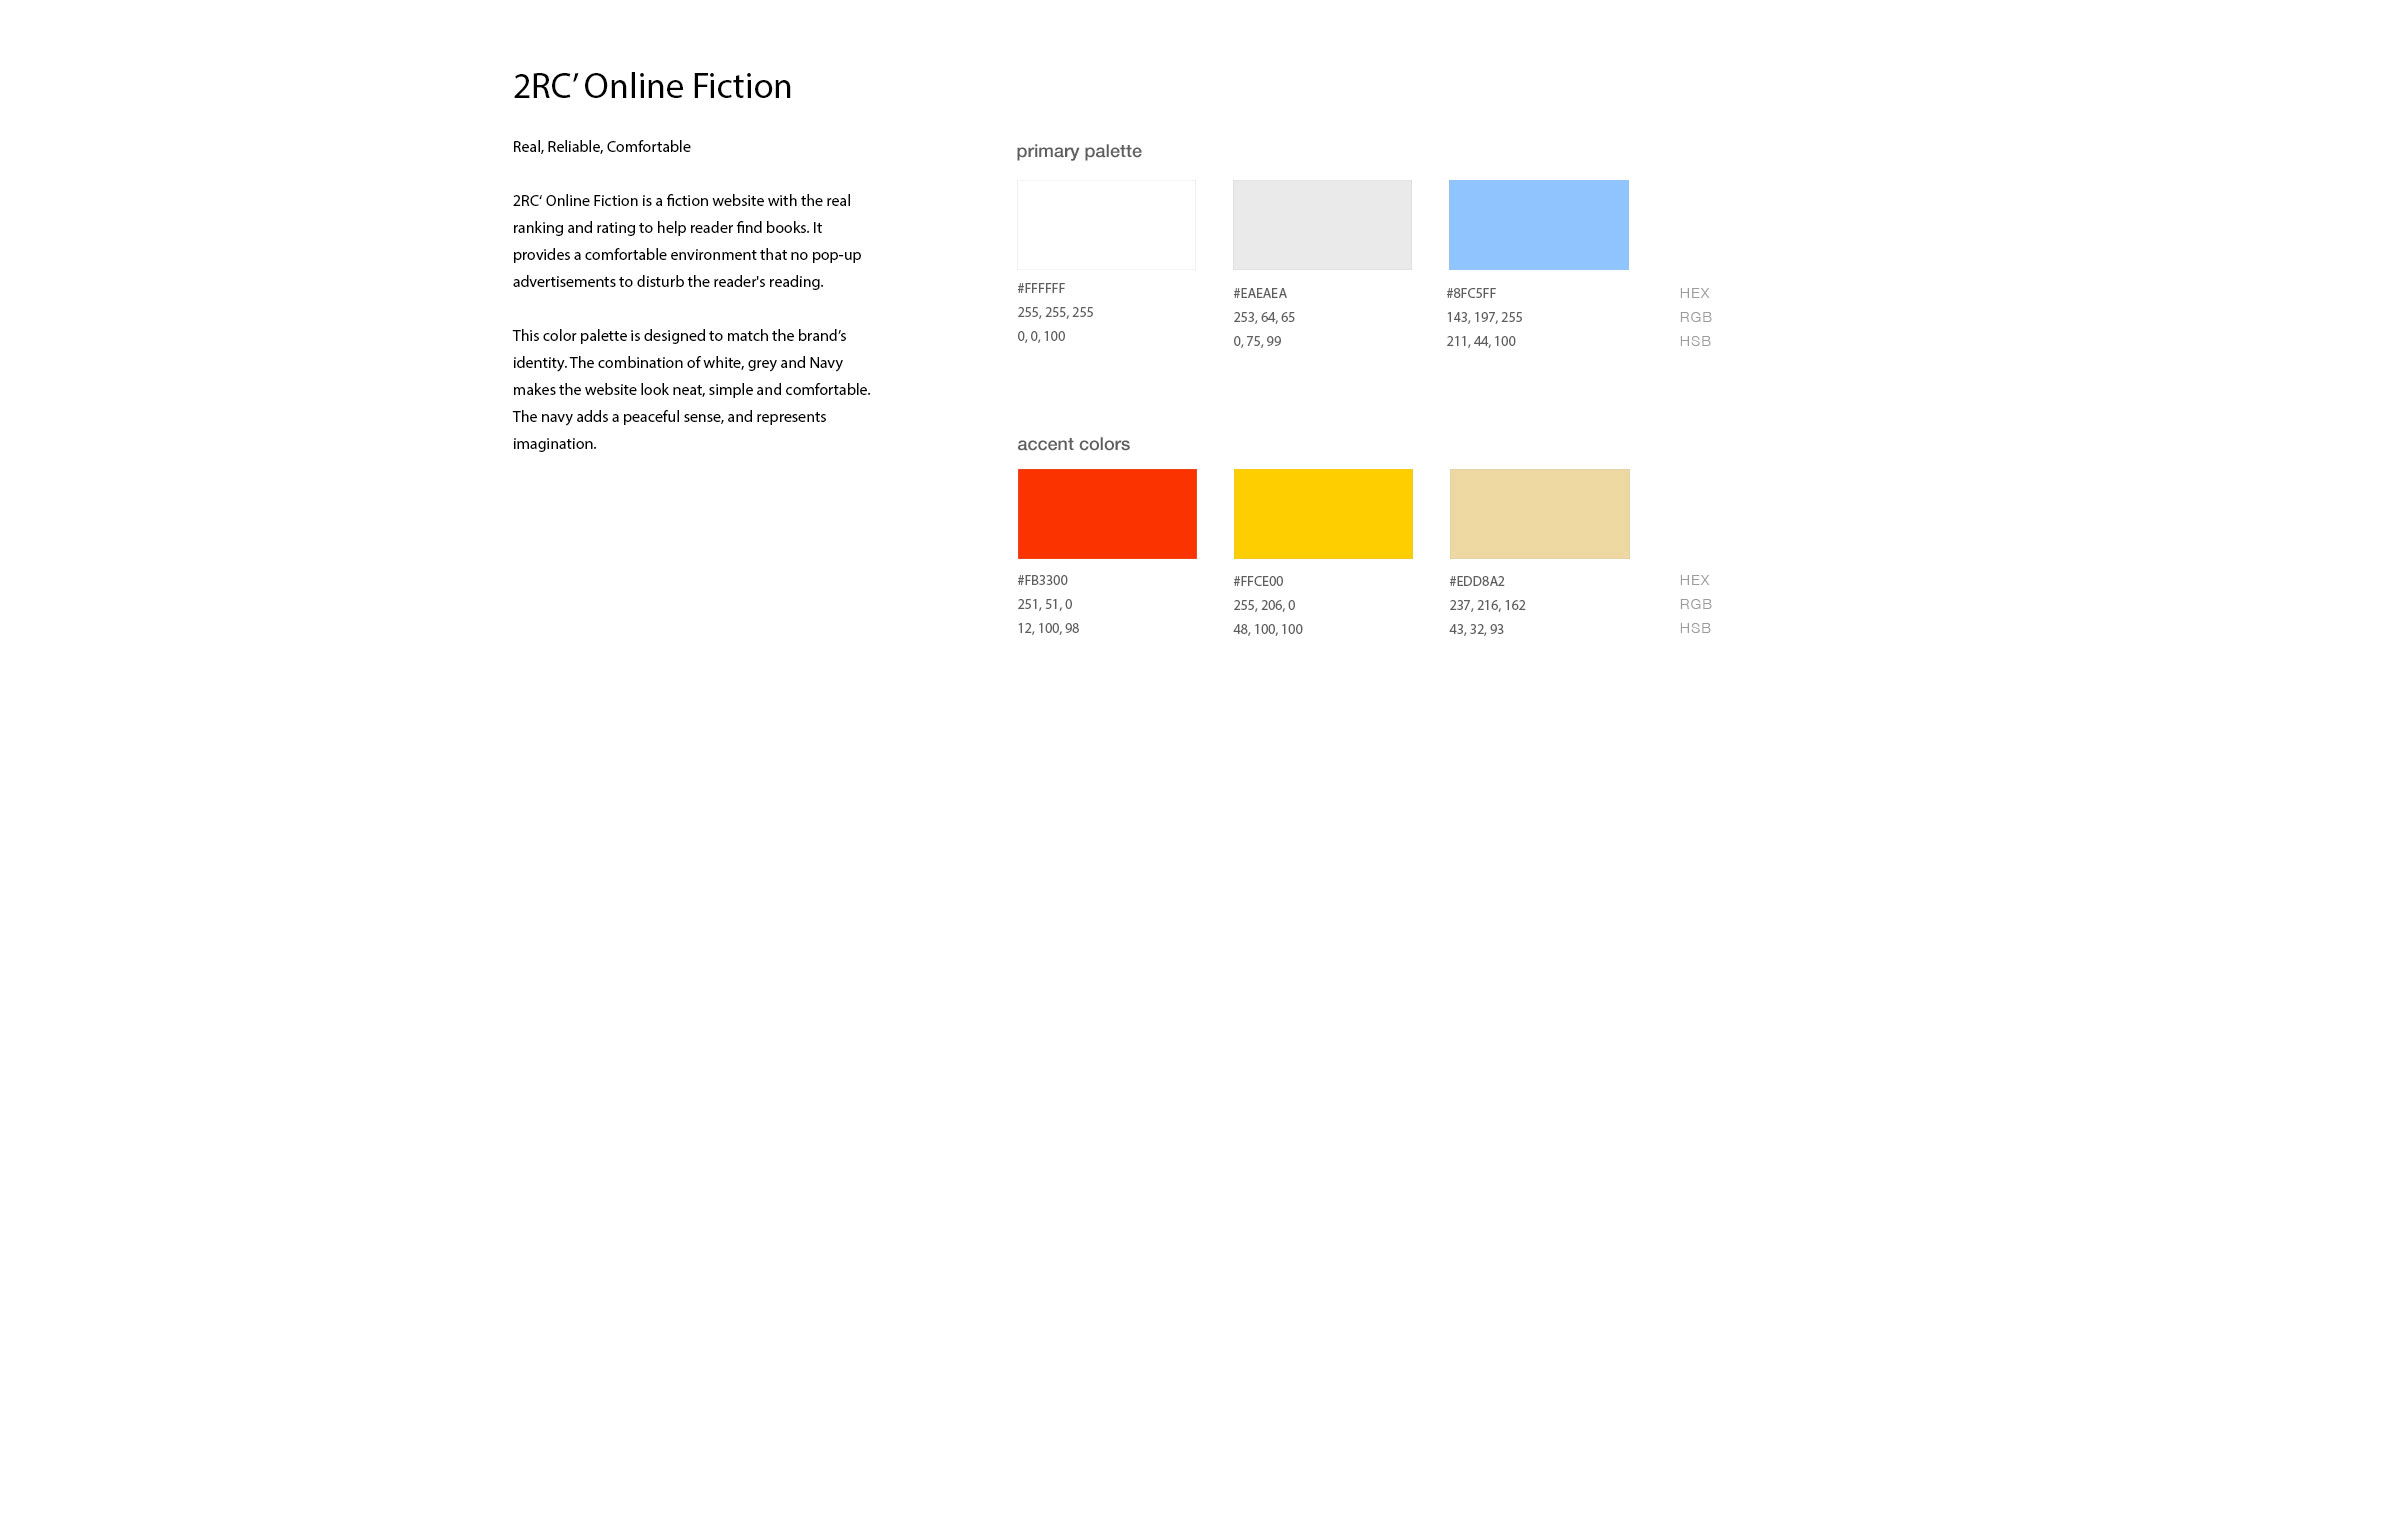 2RC’ Online Fiction
Real, Reliable, Comfortable
2RC‘ Online Fiction is a fiction website with the real
ranking and rating to help reader find books. It
provides a comfortable environment that no pop-up
advertisements to disturb the reader's reading.
This color palette is designed to match the brand’s
identity. The combination of white, grey and Navy
makes the website look neat, simple and comfortable.
The navy adds a peaceful sense, and represents
imagination.
primary palette
#FFFFFF
255, 255, 255
0, 0, 100
#EAEAEA
253, 64, 65
0, 75, 99
#8FC5FF
143, 197, 255
211, 44, 100
HEX
RGB
HSB
accent colors
#FB3300
251, 51, 0
12, 100, 98
#FFCE00
255, 206, 0
48, 100, 100
#EDD8A2
237, 216, 162
43, 32, 93
HEX
RGB
HSB